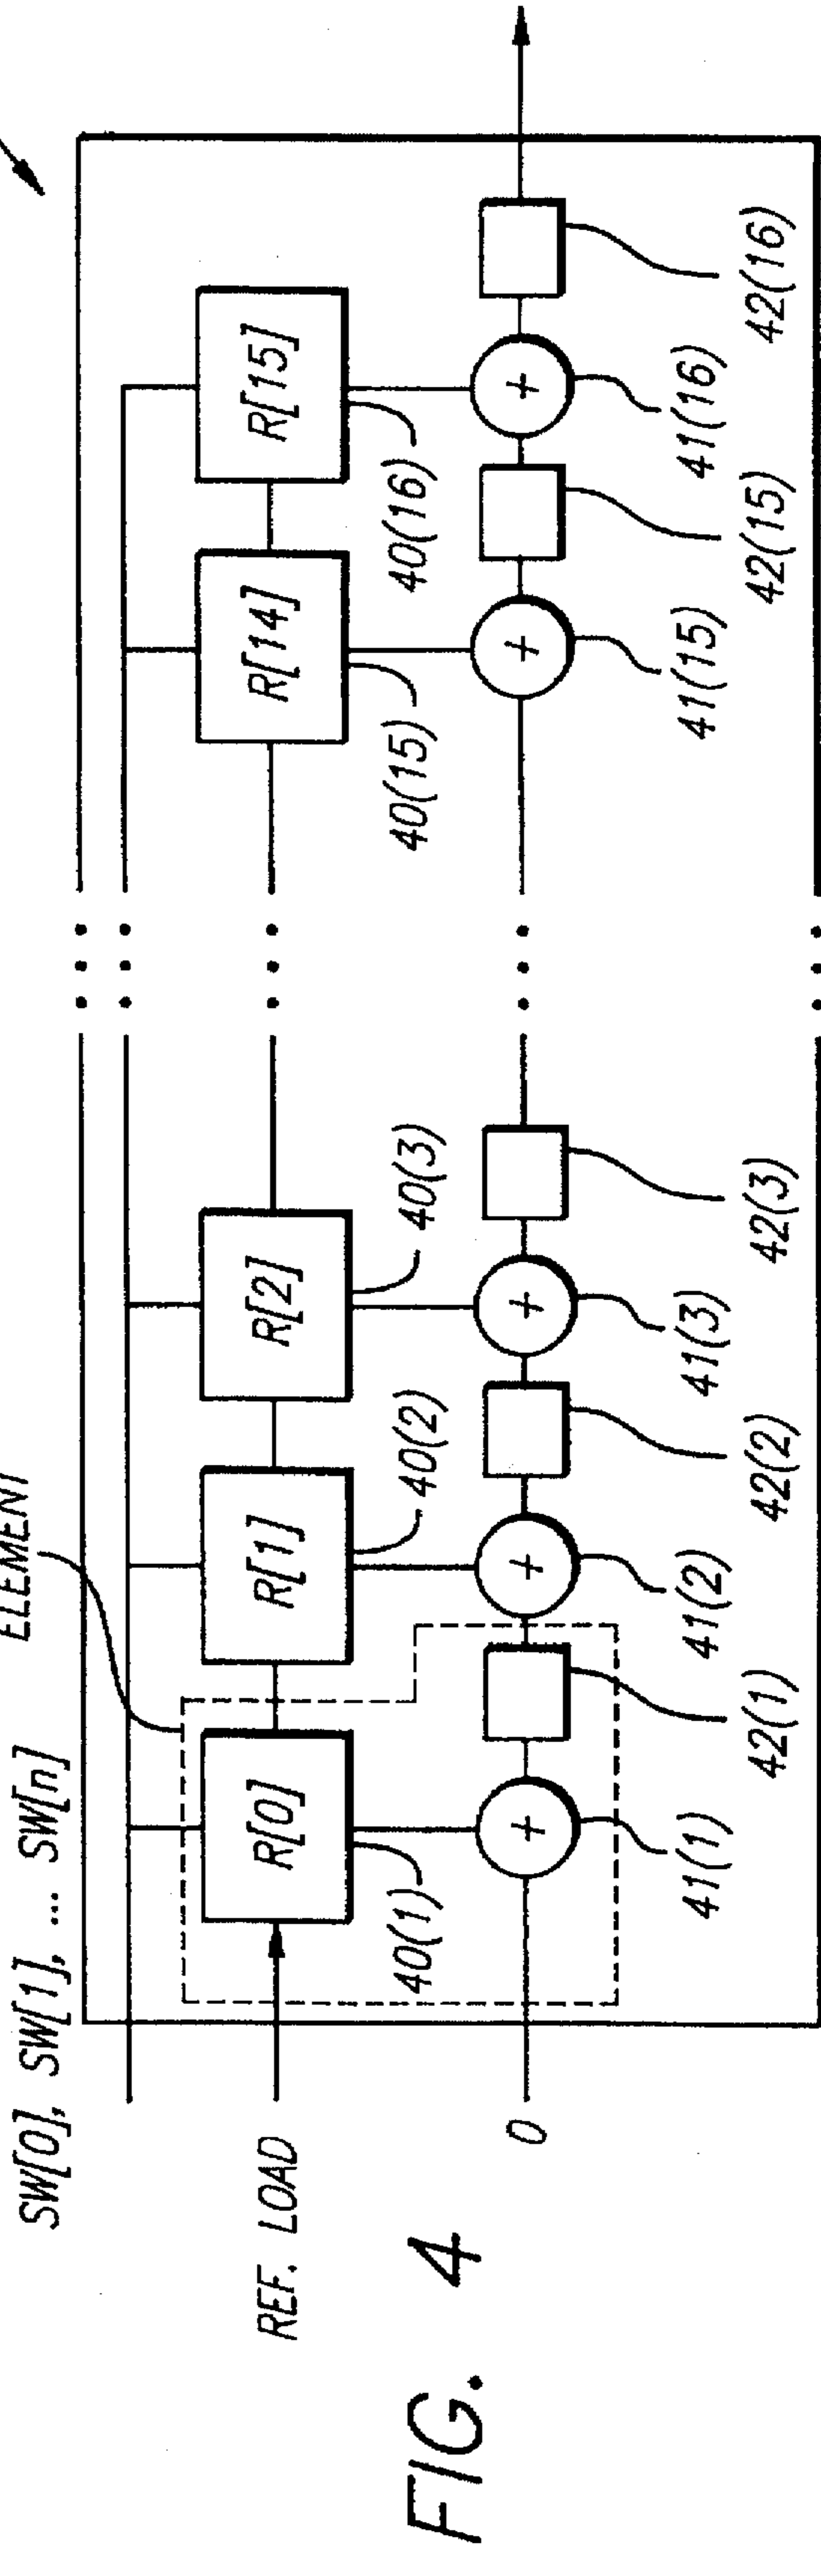 SW[0], SW[1], ... SW[n]
ELEMENT
REF. LOAD
R[0]
R[1]
R[2]
R[14]
R[15]
40(1)
40(2)
40(3)
40(15)
40(16)
0
+
+
+
+
+
41(1)
41(2)
41(3)
41(15)
41(16)
42(1)
42(2)
42(3)
42(15)
42(16)
FIG. 4